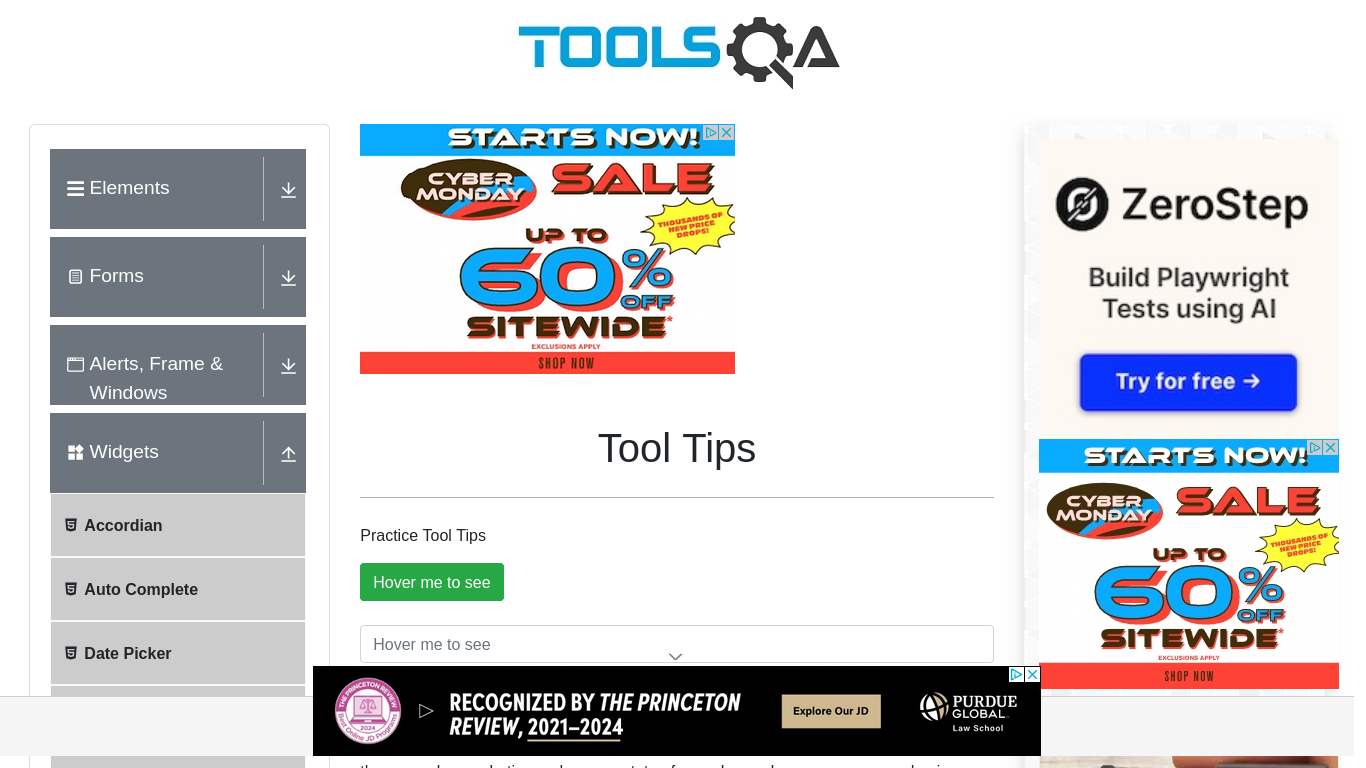 TOOLSQA
Elements
Forms
Alerts, Frame &
Windows
Widgets
Accordian
Auto Complete
Date Picker
STARTS NOW!
CYBER
MONDAY
SALE
THOUSANDS OF
NEW PRICE
DROPS!
UP TO
60% OFF
SITEWIDE*
EXCLUSIONS APPLY
SHOP NOW
Tool Tips
Practice Tool Tips
Hover me to see
Hover me to see
ZeroStep
Build Playwright
Tests using AI
Try for free →
STARTS NOW!
CYBER
MONDAY
SALE
THOUSANDS OF
NEW PRICE
DROPS!
UP TO
60% OFF
SITEWIDE*
EXCLUSIONS APPLY
SHOP NOW
THE PRINCETON REVIEW
2024
Best Online JD Programs
RECOGNIZED BY THE PRINCETON
REVIEW, 2021–2024
Explore Our JD
PURDUE
GLOBAL
Law School